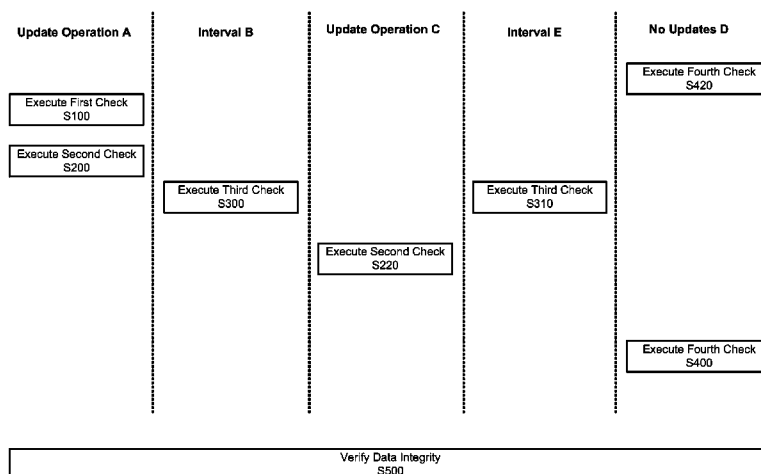 Update Operation A
Interval B
Update Operation C
Interval E
No Updates D
Execute Fourth Check
S420
Execute First Check
S100
Execute Second Check
S200
Execute Third Check
S300
Execute Third Check
S310
Execute Second Check
S220
Execute Fourth Check
S400
Verify Data Integrity
S500